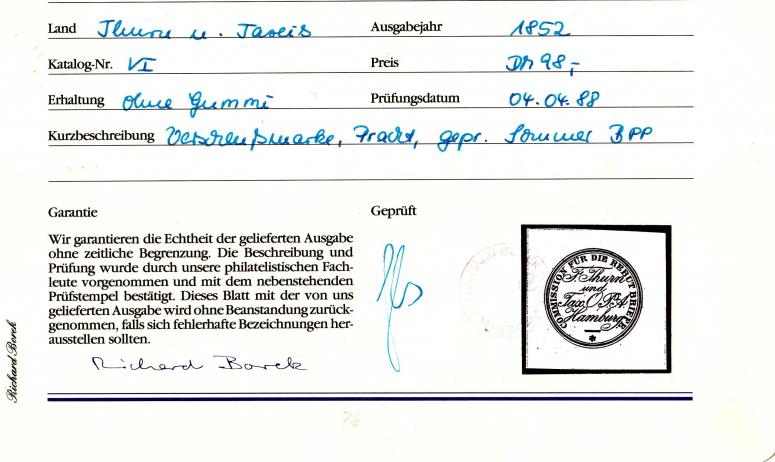 Land Thurn u. Taxis Ausgabejahr 1852
Katalog-Nr. VI Preis DM 98,-
Erhaltung ohne Gummi Prüfungsdatum 04.04.88
Kurzbeschreibung Verschlußmarke, Pracht, gepr. Sommer BPP
Garantie
Geprüft
Wir garantieren die Echtheit der gelieferten Ausgabe
ohne zeitliche Begrenzung. Die Beschreibung und
Prüfung wurde durch unsere philatelistischen Fach-
leute vorgenommen und mit dem nebenstehenden
Prüfstempel bestätigt. Dieses Blatt mit der von uns
gelieferten Ausgabe wird ohne Beanstandung zurück-
genommen, falls sich fehlerhafte Bezeichnungen her-
ausstellen sollten.
Richard Borek
Richard Borek
COMMISSION FÜR DIE RETOURBRIEFE
F. Thurn
und
Tax. O.P.A.
Hamburg
76